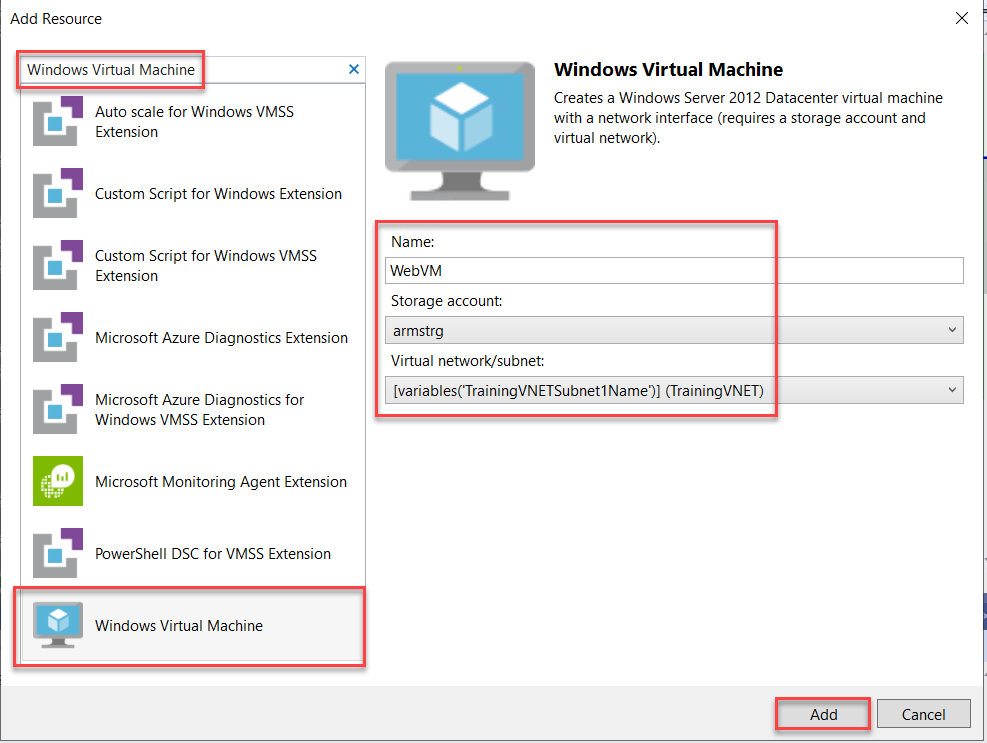 Add Resource
Windows Virtual Machine
Auto scale for Windows VMSS
Extension
Custom Script for Windows Extension
Custom Script for Windows VMSS
Extension
Microsoft Azure Diagnostics Extension
Microsoft Azure Diagnostics for
Windows VMSS Extension
Microsoft Monitoring Agent Extension
PowerShell DSC for VMSS Extension
Windows Virtual Machine
Windows Virtual Machine
Creates a Windows Server 2012 Datacenter virtual machine
with a network interface (requires a storage account and
virtual network).
Name:
WebVM
Storage account:
armstrg
Virtual network/subnet:
[variables('TrainingVNETSubnet1Name')] (TrainingVNET)
Add
Cancel